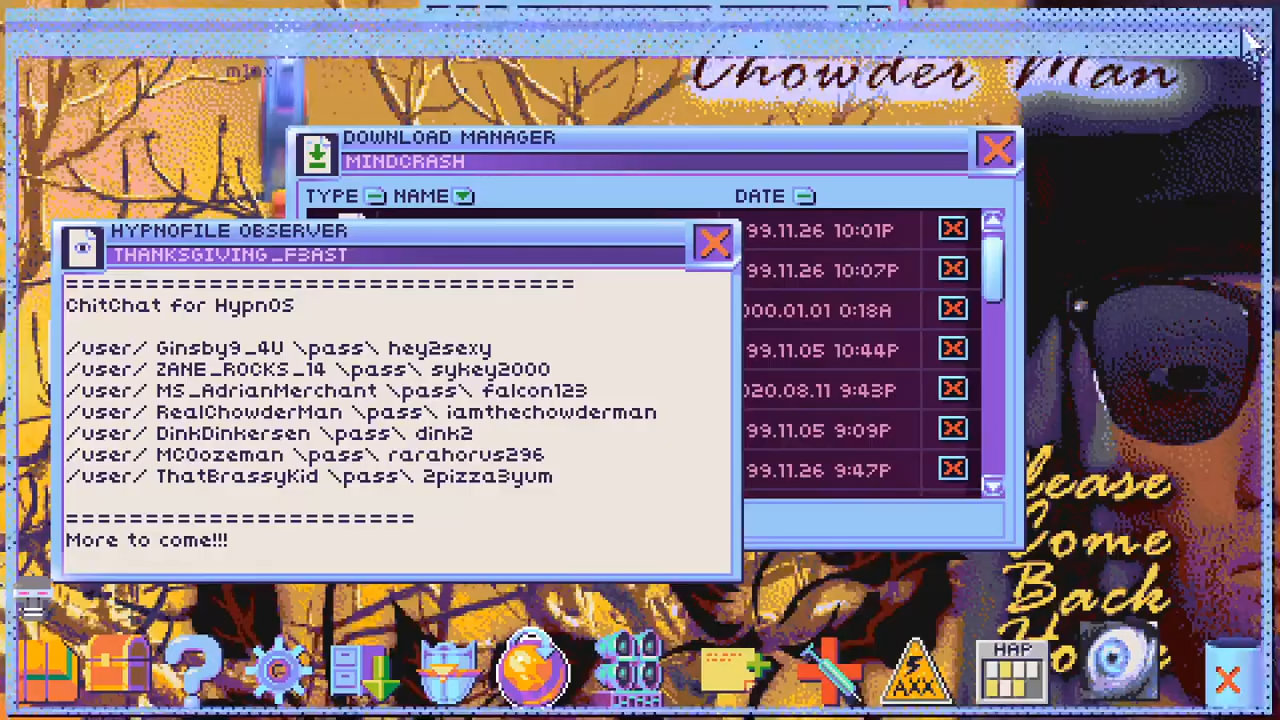 Chowder Man
DOWNLOAD MANAGER
MINDCRASH
TYPE NAME DATE
99.11.26 10:01P
99.11.26 10:07P
000.01.01 0:18A
99.11.05 10:44P
020.08.11 9:43P
99.11.05 9:09P
99.11.26 9:47P
HYPNOFILE OBSERVER
THANKSGIVING_F3AST
==============================
ChitChat for HypnOS
/user/ Ginsby9_4U \pass\ hey2sexy
/user/ ZANE_ROCKS_14 \pass\ sykey2000
/user/ MS_AdrianMerchant \pass\ falcon123
/user/ RealChowderMan \pass\ iamthechowderman
/user/ DinkDinkersen \pass\ dink2
/user/ MCOozeman \pass\ rarahorus296
/user/ ThatBrassyKid \pass\ 2pizza3yum
=====================
More to come!!!
lease
Come
Back
HAP
AXX